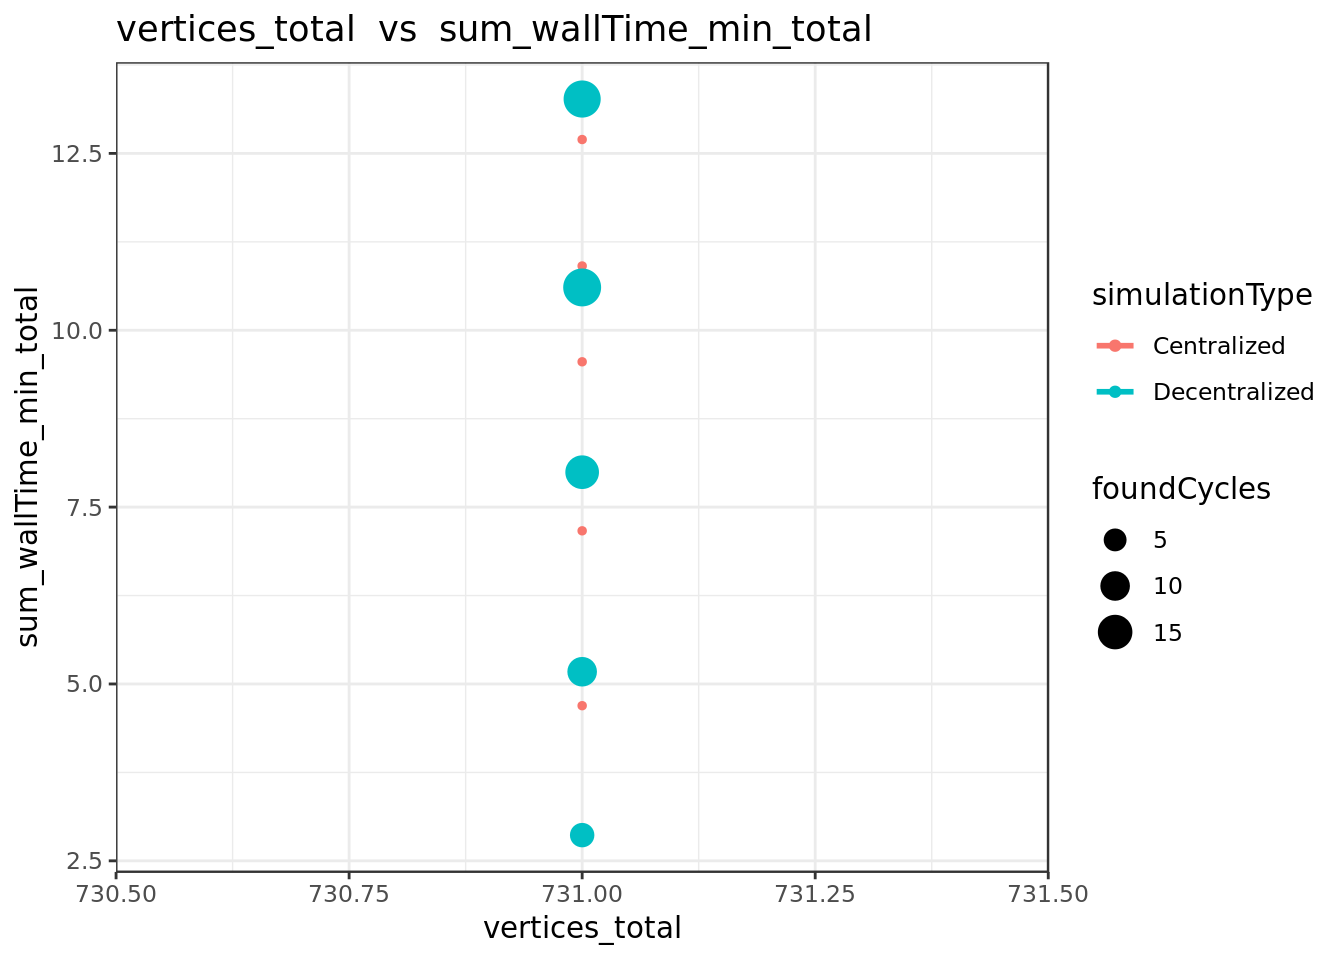 vertices_total  vs  sum_wallTime_min_total
sum_wallTime_min_total
12.5
10.0
7.5
5.0
2.5
730.50
730.75
731.00
731.25
731.50
vertices_total
simulationType
Centralized
Decentralized
foundCycles
5
10
15